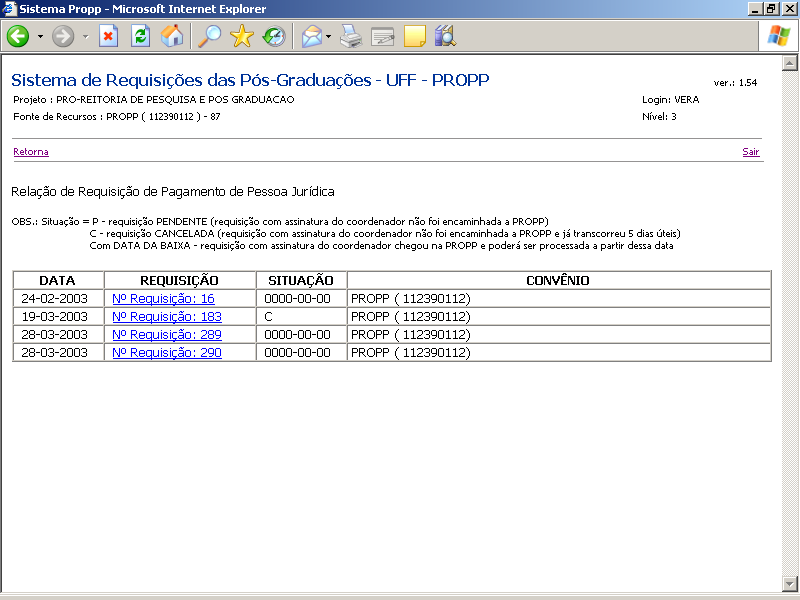 Sistema Propp - Microsoft Internet Explorer
Sistema de Requisições das Pós-Graduações - UFF - PROPP
ver.: 1.54
Projeto : PRO-REITORIA DE PESQUISA E POS GRADUACAO
Login: VERA
Fonte de Recursos : PROPP ( 112390112 ) - 87
Nível: 3
Retorna
Sair
Relação de Requisição de Pagamento de Pessoa Jurídica
OBS.: Situação = P - requisição PENDENTE (requisição com assinatura do coordenador não foi encaminhada a PROPP)
C - requisição CANCELADA (requisição com assinatura do coordenador não foi encaminhada a PROPP e já transcorreu 5 dias úteis)
Com DATA DA BAIXA - requisição com assinatura do coordenador chegou na PROPP e poderá ser processada a partir dessa data
DATA REQUISIÇÃO SITUAÇÃO CONVÊNIO
24-02-2003 Nº Requisição: 16 0000-00-00 PROPP ( 112390112)
19-03-2003 Nº Requisição: 183 C PROPP ( 112390112)
28-03-2003 Nº Requisição: 289 0000-00-00 PROPP ( 112390112)
28-03-2003 Nº Requisição: 290 0000-00-00 PROPP ( 112390112)